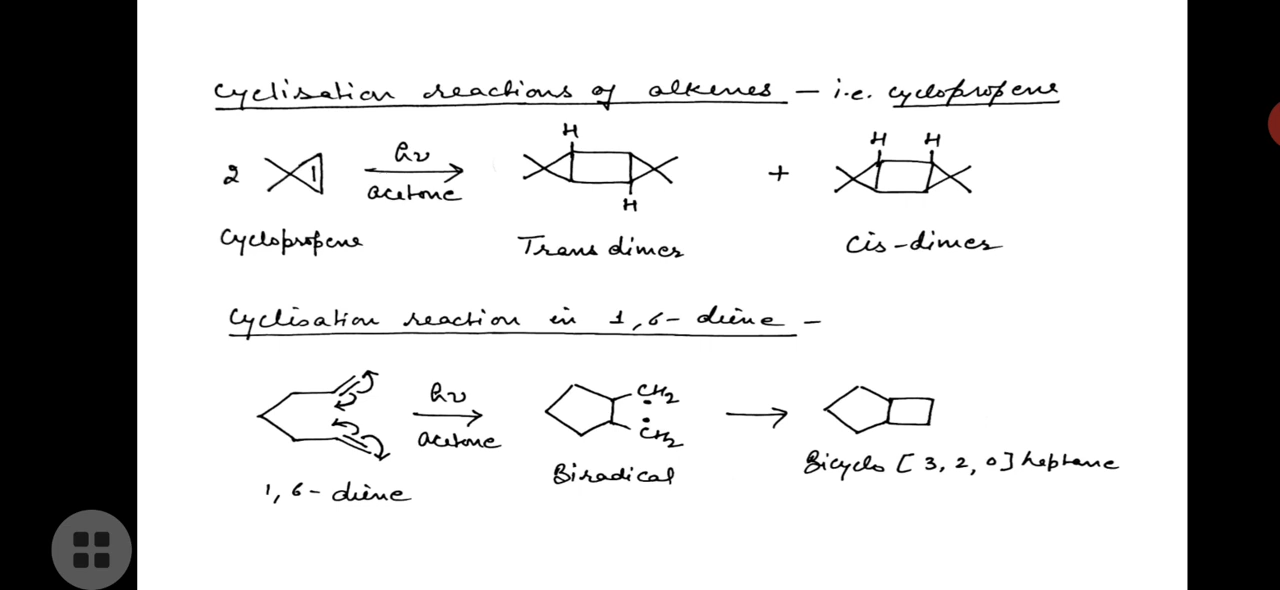 Cyclisation reactions of alkenes - i.e. cyclopropene
H
H H
2 hν +
acetone
H
Cyclopropene Trans dimer Cis-dimer
Cyclisation reaction in 1,6-diene -
hν CH2
acetone CH2
1,6-diene Biradical Bicyclo [3,2,0] heptane